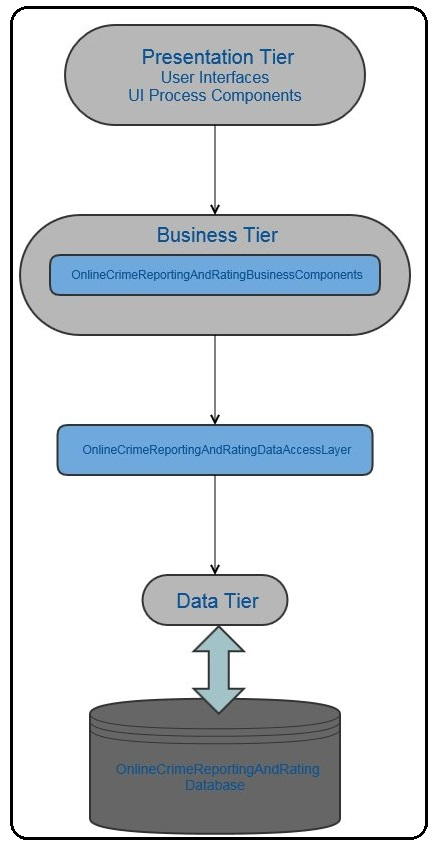 Presentation Tier
User Interfaces
UI Process Components
Business Tier
OnlineCrimeReportingAndRatingBusinessComponents
OnlineCrimeReportingAndRatingDataAccessLayer
Data Tier
OnlineCrimeReportingAndRating
Database